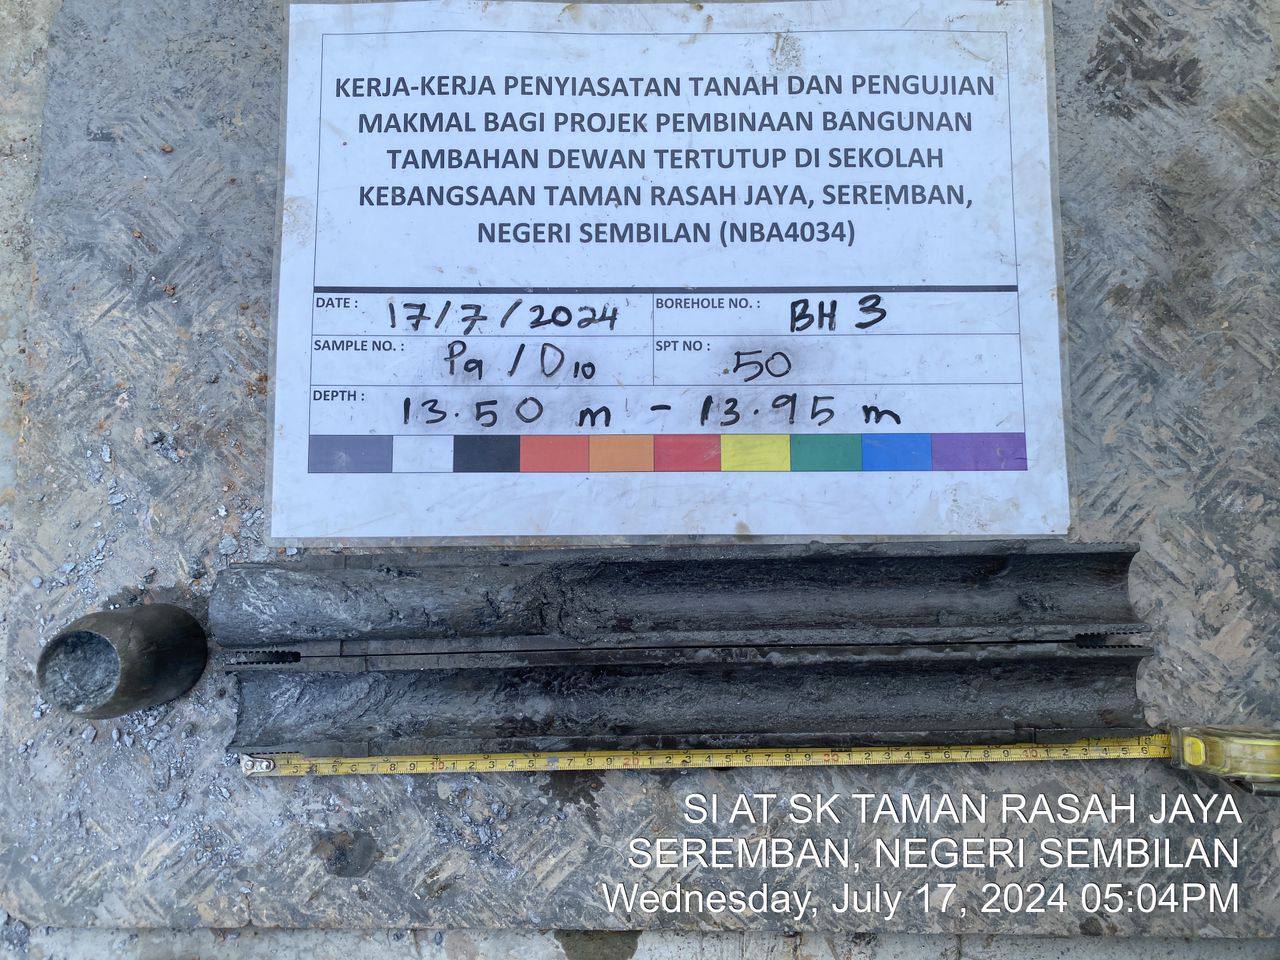 KERJA-KERJA PENYIASATAN TANAH DAN PENGUJIAN
MAKMAL BAGI PROJEK PEMBINAAN BANGUNAN
TAMBAHAN DEWAN TERTUTUP DI SEKOLAH
KEBANGSAAN TAMAN RASAH JAYA, SEREMBAN,
NEGERI SEMBILAN (NBA4034)
DATE : 17/7/2024 BOREHOLE NO. : BH 3
SAMPLE NO. : P9 / D10 SPT NO : 50
DEPTH : 13.50 m - 13.95 m
SI AT SK TAMAN RASAH JAYA
SEREMBAN, NEGERI SEMBILAN
Wednesday, July 17, 2024 05:04PM